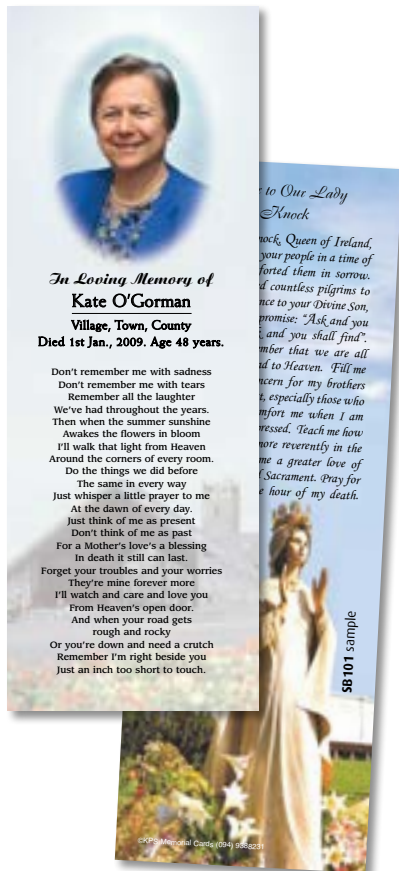 In Loving Memory of
Kate O'Gorman
Village, Town, County
Died 1st Jan., 2009. Age 48 years.
Don't remember me with sadness
Don't remember me with tears
Remember all the laughter
We've had throughout the years.
Then when the summer sunshine
Awakes the flowers in bloom
I'll walk that light from Heaven
Around the corners of every room.
Do the things we did before
The same in every way
Just whisper a little prayer to me
At the dawn of every day.
Just think of me as present
Don't think of me as past
For a Mother's love's a blessing
In death it still can last.
Forget your troubles and your worries
They're mine forever more
I'll watch and care and love you
From Heaven's open door.
And when your road gets
rough and rocky
Or you're down and need a crutch
Remember I'm right beside you
Just an inch too short to touch.
to Our Lady
Knock
Queen of Ireland,
your people in a time of
them in sorrow.
countless pilgrims to
to your Divine Son,
promise: "Ask and you
and you shall find".
that we are all
to Heaven. Fill me
for my brothers
especially those who
me when I am
Teach me how
more reverently in the
me a greater love of
Sacrament. Pray for
hour of my death.
SB101 sample
©KPS Memorial Cards (094) 9388231